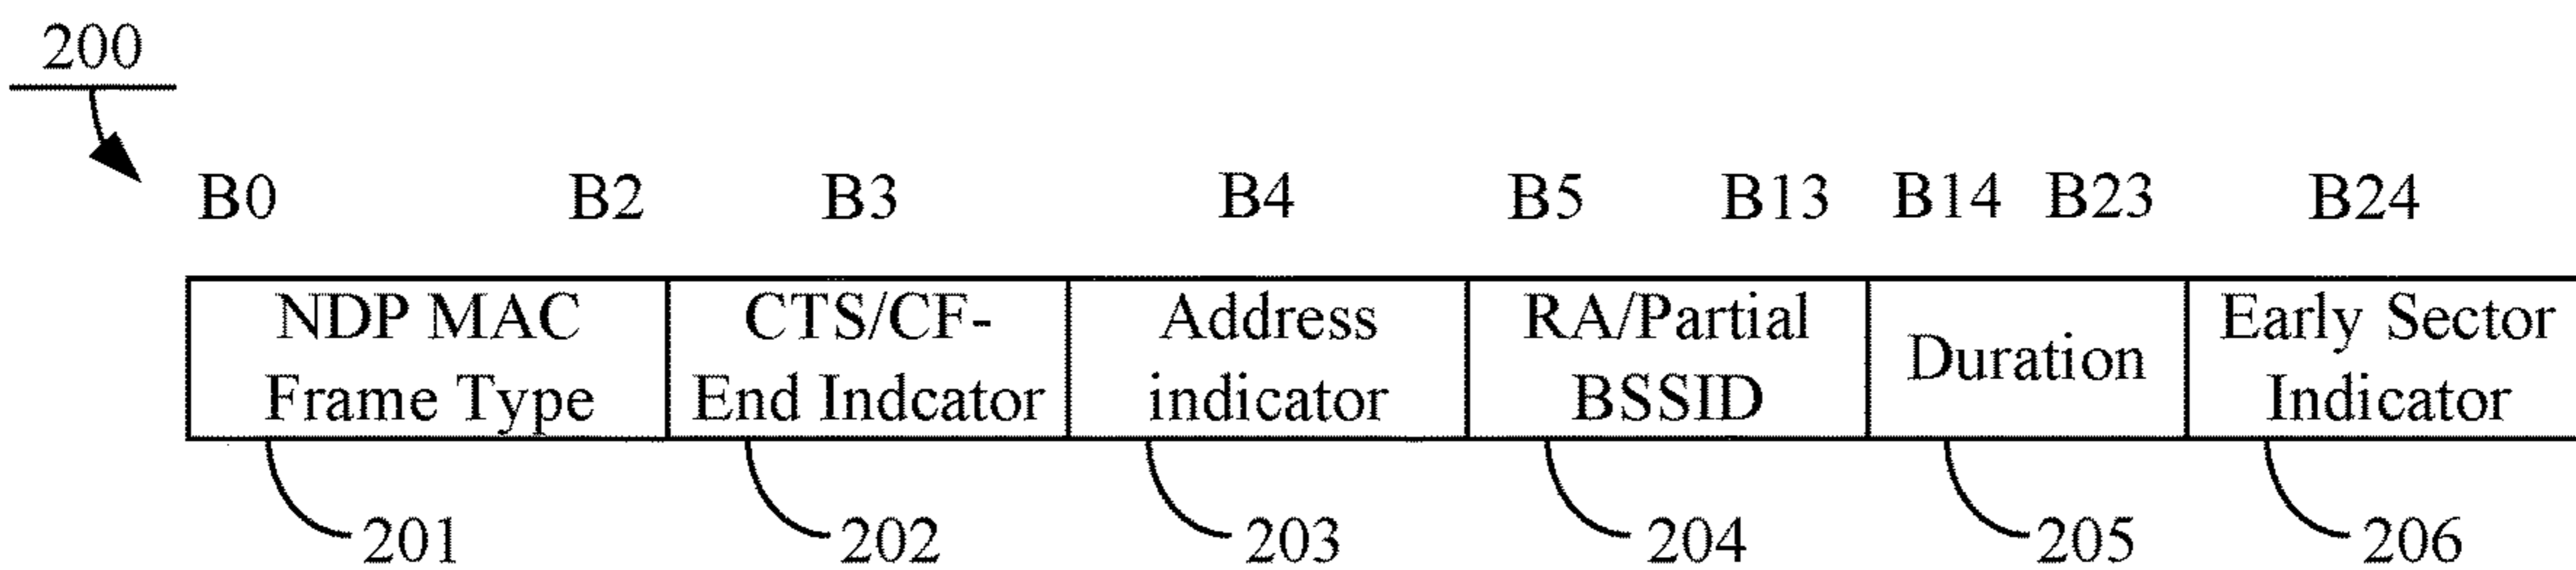 200
B0 B2 B3 B4 B5 B13 B14 B23 B24
NDP MAC CTS/CF- Address RA/Partial Duration Early Sector
Frame Type End Indcator indicator BSSID Indicator
201 202 203 204 205 206